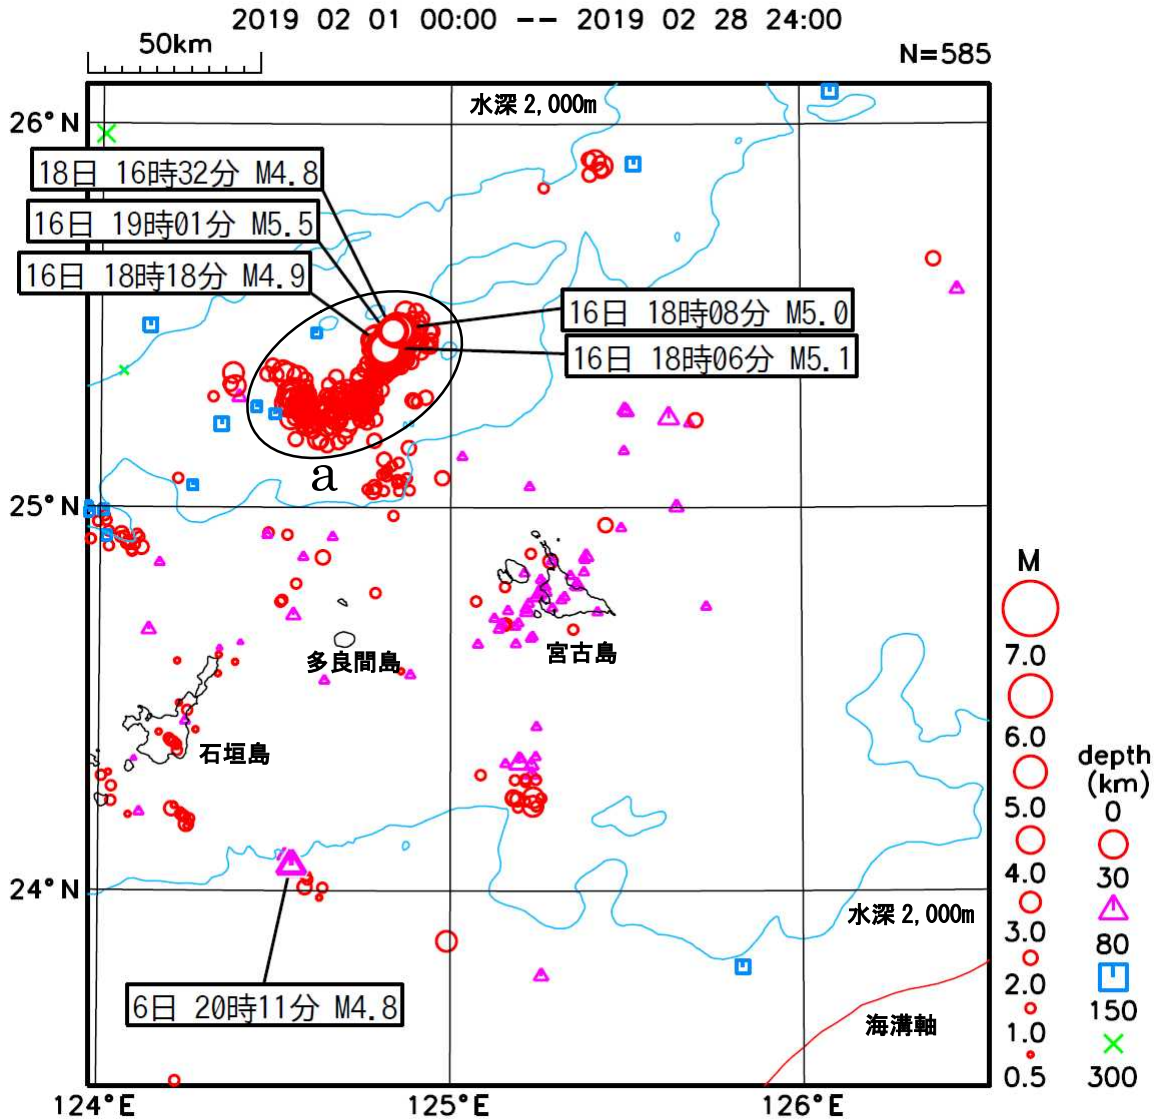 2019 02 01 00:00 -- 2019 02 28 24:00
50km
N=585
水深2,000m
26°N
18日 16時32分 M4.8
16日 19時01分 M5.5
16日 18時18分 M4.9
16日 18時08分 M5.0
16日 18時06分 M5.1
a
25°N
宮古島
多良間島
石垣島
24°N
水深2,000m
6日 20時11分 M4.8
海溝軸
124°E
125°E
126°E
M
7.0
6.0
5.0
4.0
3.0
2.0
1.0
0.5
depth
(km)
0
30
80
150
300